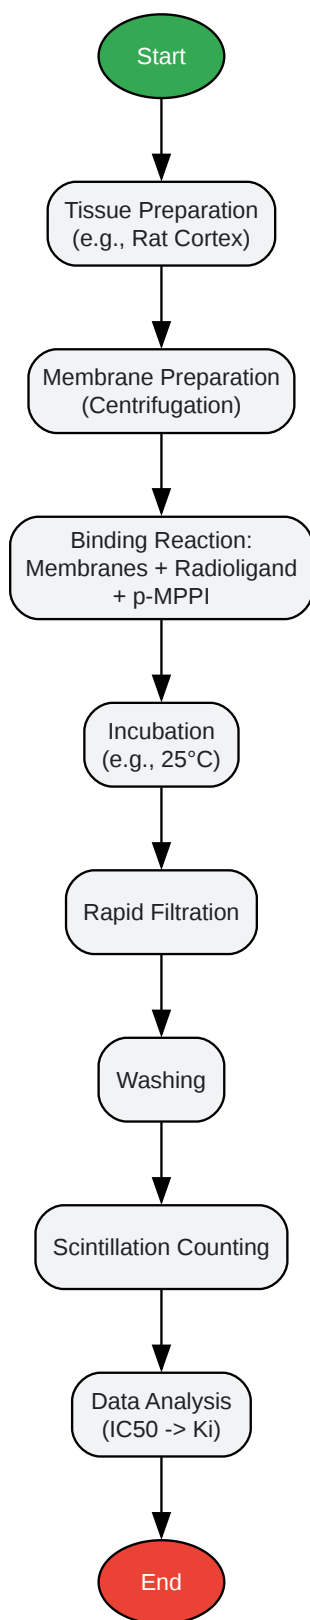 Start
Tissue Preparation
(e.g., Rat Cortex)
Membrane Preparation
(Centrifugation)
Binding Reaction:
Membranes + Radioligand
+ p-MPPI
Incubation
(e.g., 25°C)
Rapid Filtration
Washing
Scintillation Counting
Data Analysis
(IC50 -> Ki)
End